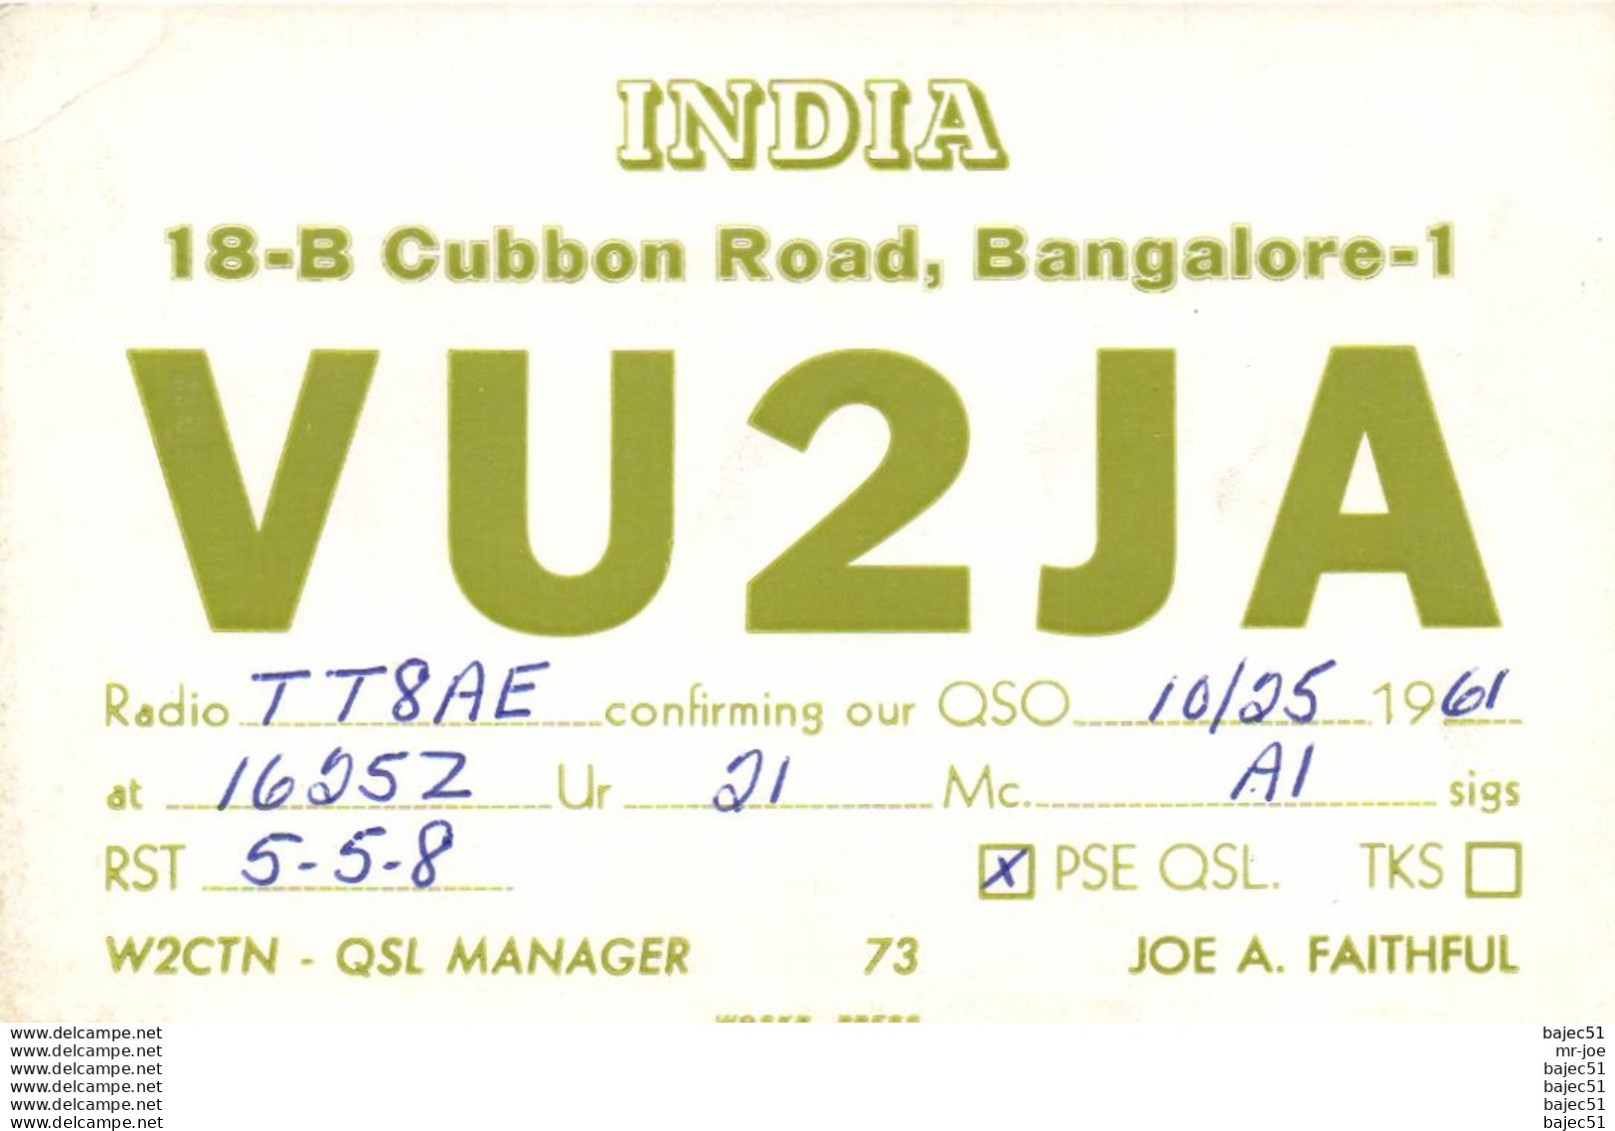 INDIA
18-B Cubbon Road, Bangalore-1
VU2JA
Radio TT8AE confirming our QSO 10/25 1961
at 1625Z Ur 21 Mc. A1 sigs
RST 5-5-8 X PSE QSL. TKS
W2CTN - QSL MANAGER 73 JOE A. FAITHFUL
www.delcampe.net bajec51
www.delcampe.net mr-joe
www.delcampe.net bajec51
www.delcampe.net bajec51
www.delcampe.net bajec51
www.delcampe.net bajec51